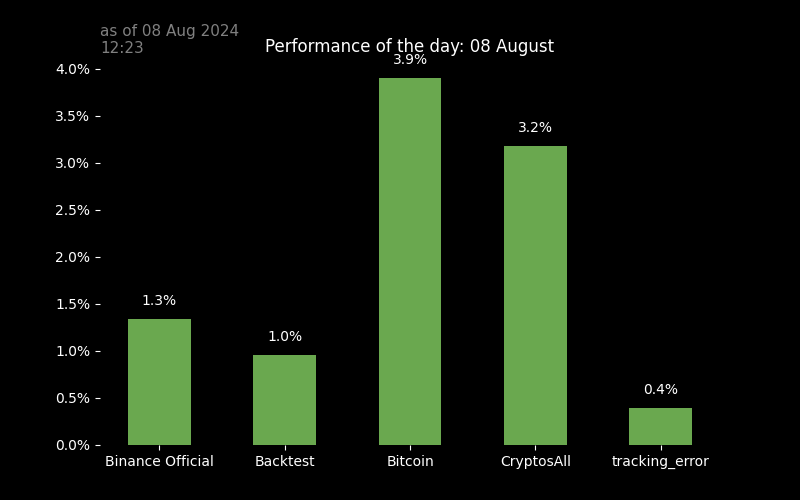 as of 08 Aug 2024
12:23
Performance of the day: 08 August
4.0%
3.5%
3.0%
2.5%
2.0%
1.5%
1.0%
0.5%
0.0%
1.3%
1.0%
3.9%
3.2%
0.4%
Binance Official
Backtest
Bitcoin
CryptosAll
tracking_error